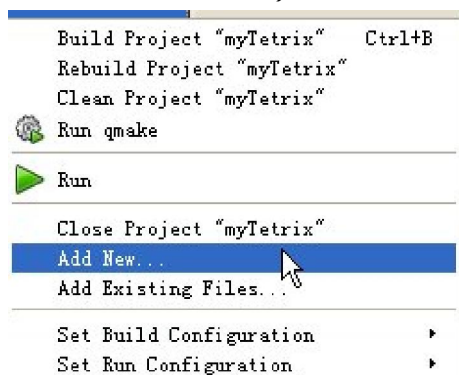 Build Project "myTetrix" Ctrl+B
Rebuild Project "myTetrix"
Clean Project "myTetrix"
Run qmake
Run
Close Project "myTetrix"
Add New...
Add Existing Files...
Set Build Configuration
Set Run Configuration